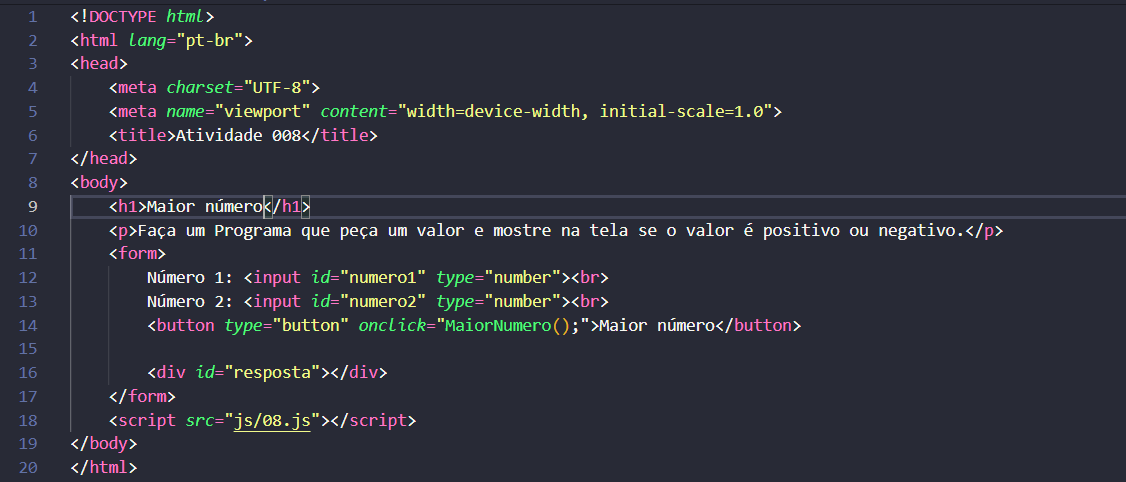 1 <!DOCTYPE html>
2 <html lang="pt-br">
3 <head>
4 <meta charset="UTF-8">
5 <meta name="viewport" content="width=device-width, initial-scale=1.0">
6 <title>Atividade 008</title>
7 </head>
8 <body>
9 <h1>Maior número</h1>
10 <p>Faça um Programa que peça um valor e mostre na tela se o valor é positivo ou negativo.</p>
11 <form>
12 Número 1: <input id="numero1" type="number"><br>
13 Número 2: <input id="numero2" type="number"><br>
14 <button type="button" onclick="MaiorNumero();">Maior número</button>
15
16 <div id="resposta"></div>
17 </form>
18 <script src="js/08.js"></script>
19 </body>
20 </html>